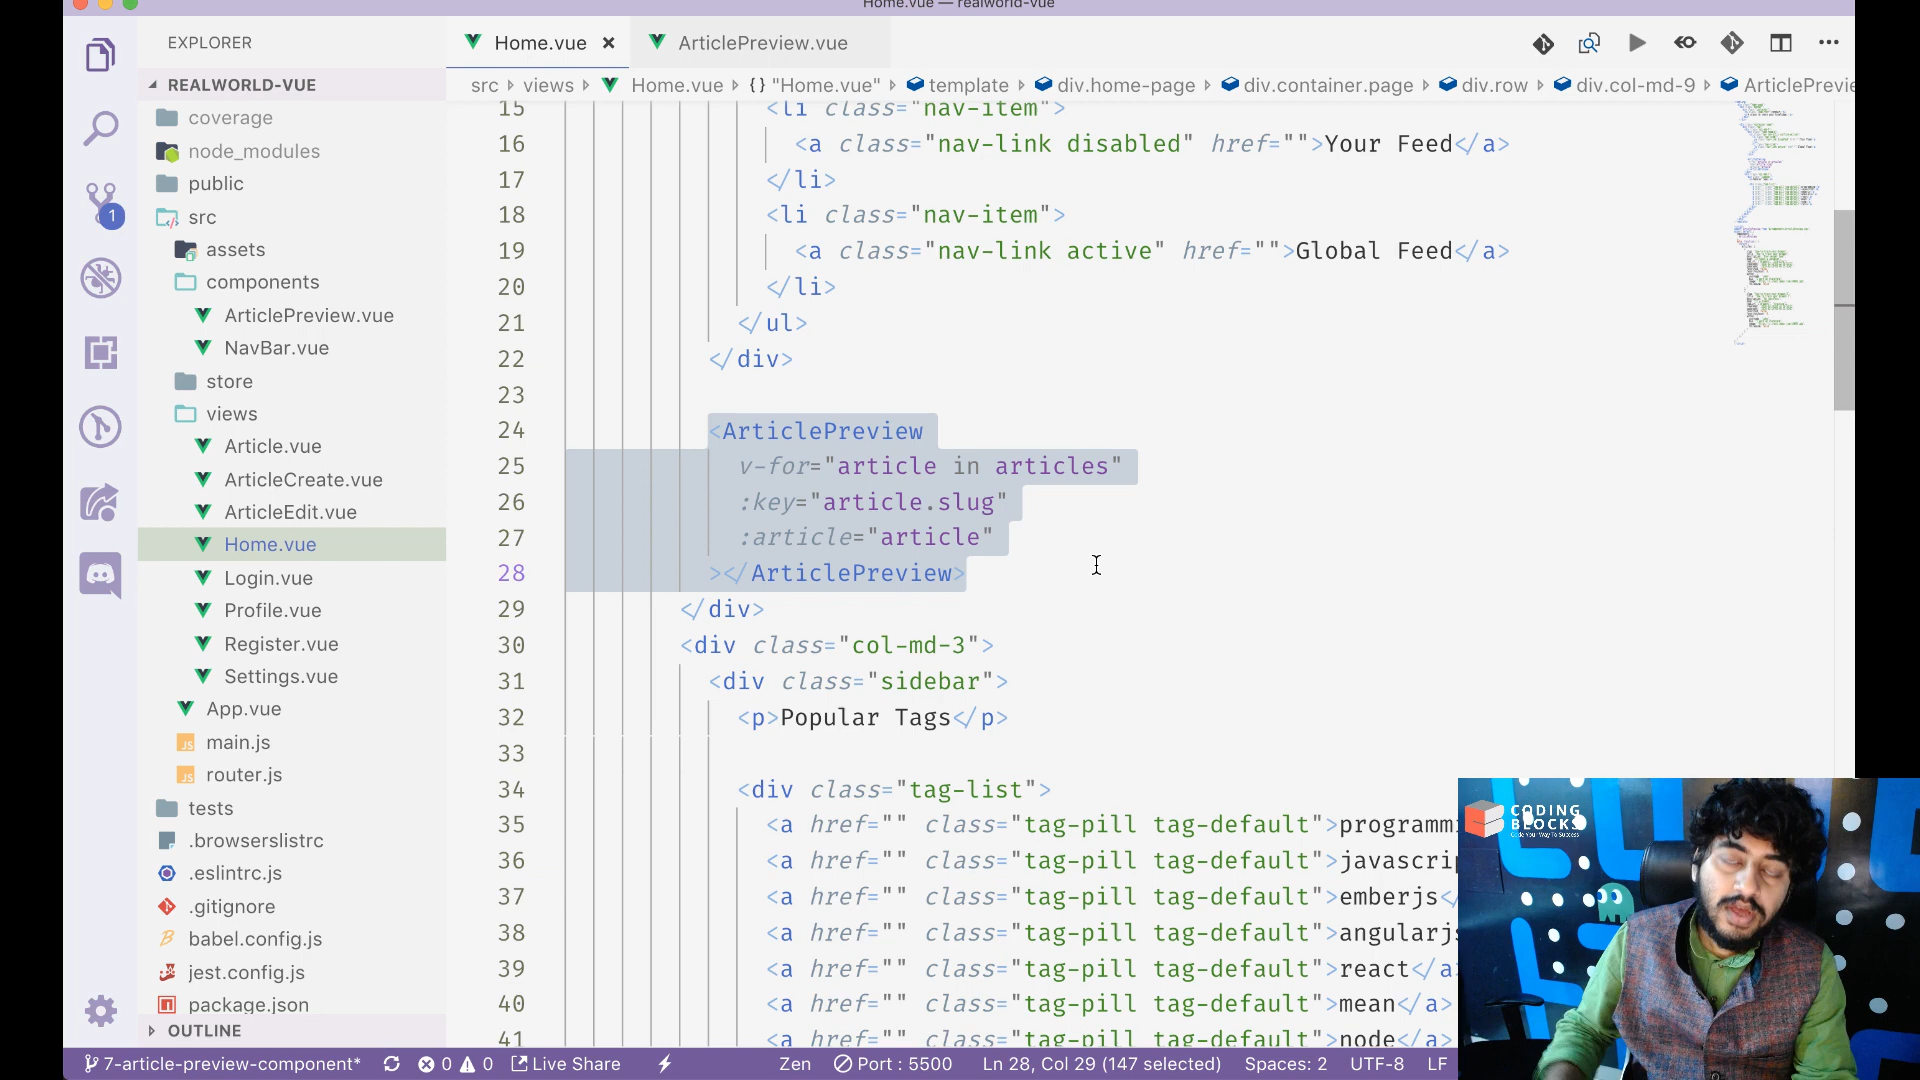 Home.vue — realworld-vue
EXPLORER
Home.vue
ArticlePreview.vue
REALWORLD-VUE
src
views
Home.vue
{} "Home.vue"
template
div.home-page
div.container.page
div.row
div.col-md-9
ArticlePrevie
coverage
node_modules
public
src
assets
components
ArticlePreview.vue
NavBar.vue
store
views
Article.vue
ArticleCreate.vue
ArticleEdit.vue
Home.vue
Login.vue
Profile.vue
Register.vue
Settings.vue
App.vue
main.js
router.js
tests
.browserslistrc
.eslintrc.js
.gitignore
babel.config.js
jest.config.js
package.json
OUTLINE
1
15 <li class="nav-item">
16 <a class="nav-link disabled" href="">Your Feed</a>
17 </li>
18 <li class="nav-item">
19 <a class="nav-link active" href="">Global Feed</a>
20 </li>
21 </ul>
22 </div>
23
24 <ArticlePreview
25 v-for="article in articles"
26 :key="article.slug"
27 :article="article"
28 ></ArticlePreview>
29 </div>
30 <div class="col-md-3">
31 <div class="sidebar">
32 <p>Popular Tags</p>
33
34 <div class="tag-list">
35 <a href="" class="tag-pill tag-default">programmi
36 <a href="" class="tag-pill tag-default">javascrip
37 <a href="" class="tag-pill tag-default">emberjs</
38 <a href="" class="tag-pill tag-default">angularjs
39 <a href="" class="tag-pill tag-default">react</a
40 <a href="" class="tag-pill tag-default">mean</a>
41 <a href="" class="tag-pill tag-default">node</a>
CODING
BLOCKS
Code Your Way To Success
7-article-preview-component*
0
0
Live Share
Zen
Port : 5500
Ln 28, Col 29 (147 selected)
Spaces: 2
UTF-8
LF